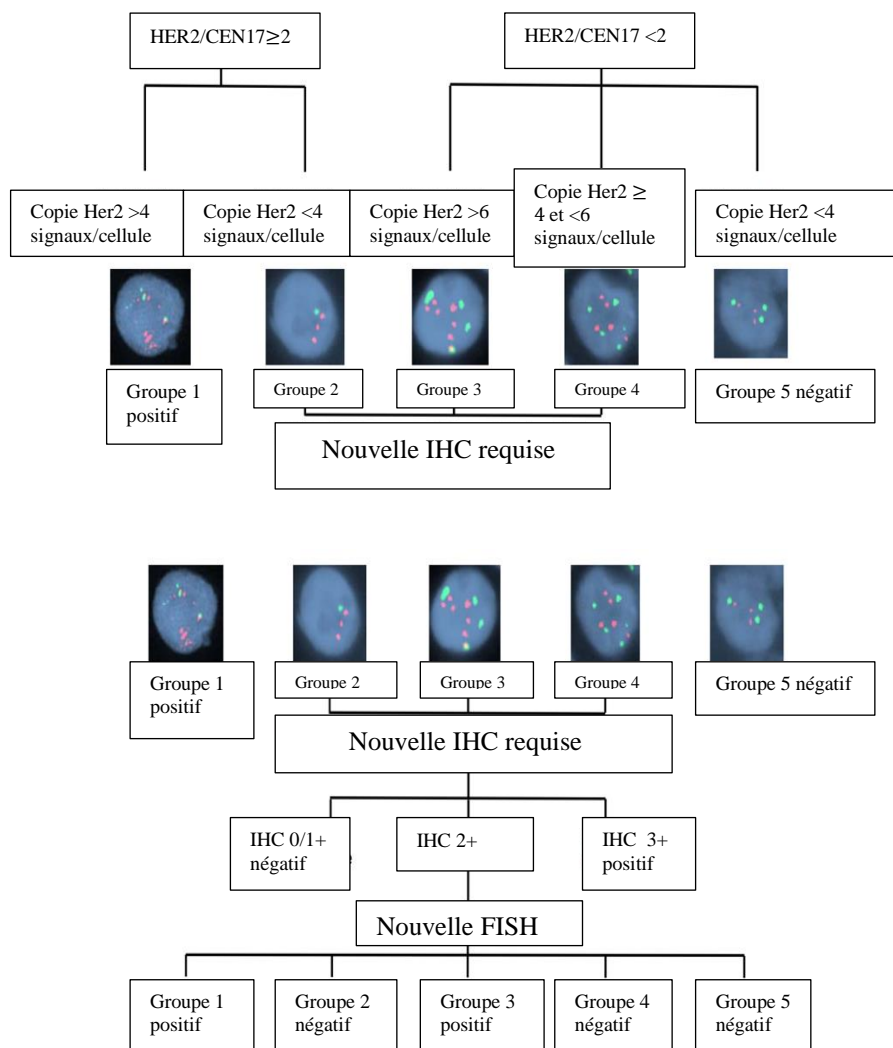 HER2/CEN17≥2
HER2/CEN17 <2
Copie Her2 >4
signaux/cellule
Copie Her2 <4
signaux/cellule
Copie Her2 >6
signaux/cellule
Copie Her2 ≥
4 et <6
signaux/cellule
Copie Her2 <4
signaux/cellule
Groupe 1
positif
Groupe 2
Groupe 3
Groupe 4
Groupe 5 négatif
Nouvelle IHC requise
Groupe 1
positif
Groupe 2
Groupe 3
Groupe 4
Groupe 5 négatif
Nouvelle IHC requise
IHC 0/1+
négatif
IHC 2+
IHC 3+
positif
Nouvelle FISH
Groupe 1
positif
Groupe 2
négatif
Groupe 3
positif
Groupe 4
négatif
Groupe 5
négatif